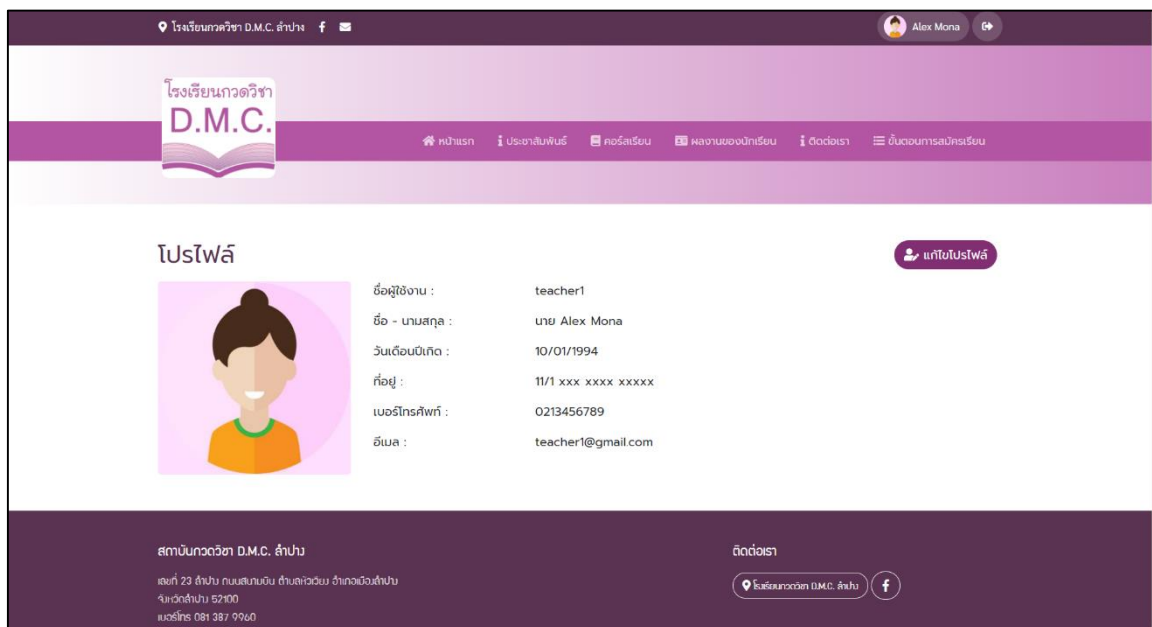 โรงเรียนกวดวิชา D.M.C. ลำปาง
Alex Mona
โรงเรียนกวดวิชา
D.M.C.
หน้าแรก ประชาสัมพันธ์ คอร์สเรียน ผลงานของนักเรียน ติดต่อเรา ขั้นตอนการสมัครเรียน
โปรไฟล์
แก้ไขโปรไฟล์
ชื่อผู้ใช้งาน : teacher1
ชื่อ - นามสกุล : นาย Alex Mona
วันเดือนปีเกิด : 10/01/1994
ที่อยู่ : 11/1 xxx xxxx xxxxx
เบอร์โทรศัพท์ : 0213456789
อีเมล : teacher1@gmail.com
สถาบันกวดวิชา D.M.C. ลำปาง
ติดต่อเรา
เลขที่ 23 ลำปาง ถนนสนามบิน ตำบลหัวเวียง อำเภอเมืองลำปาง
จังหวัดลำปาง 52100
เบอร์โทร 081 387 9960
โรงเรียนกวดวิชา D.M.C. ลำปาง